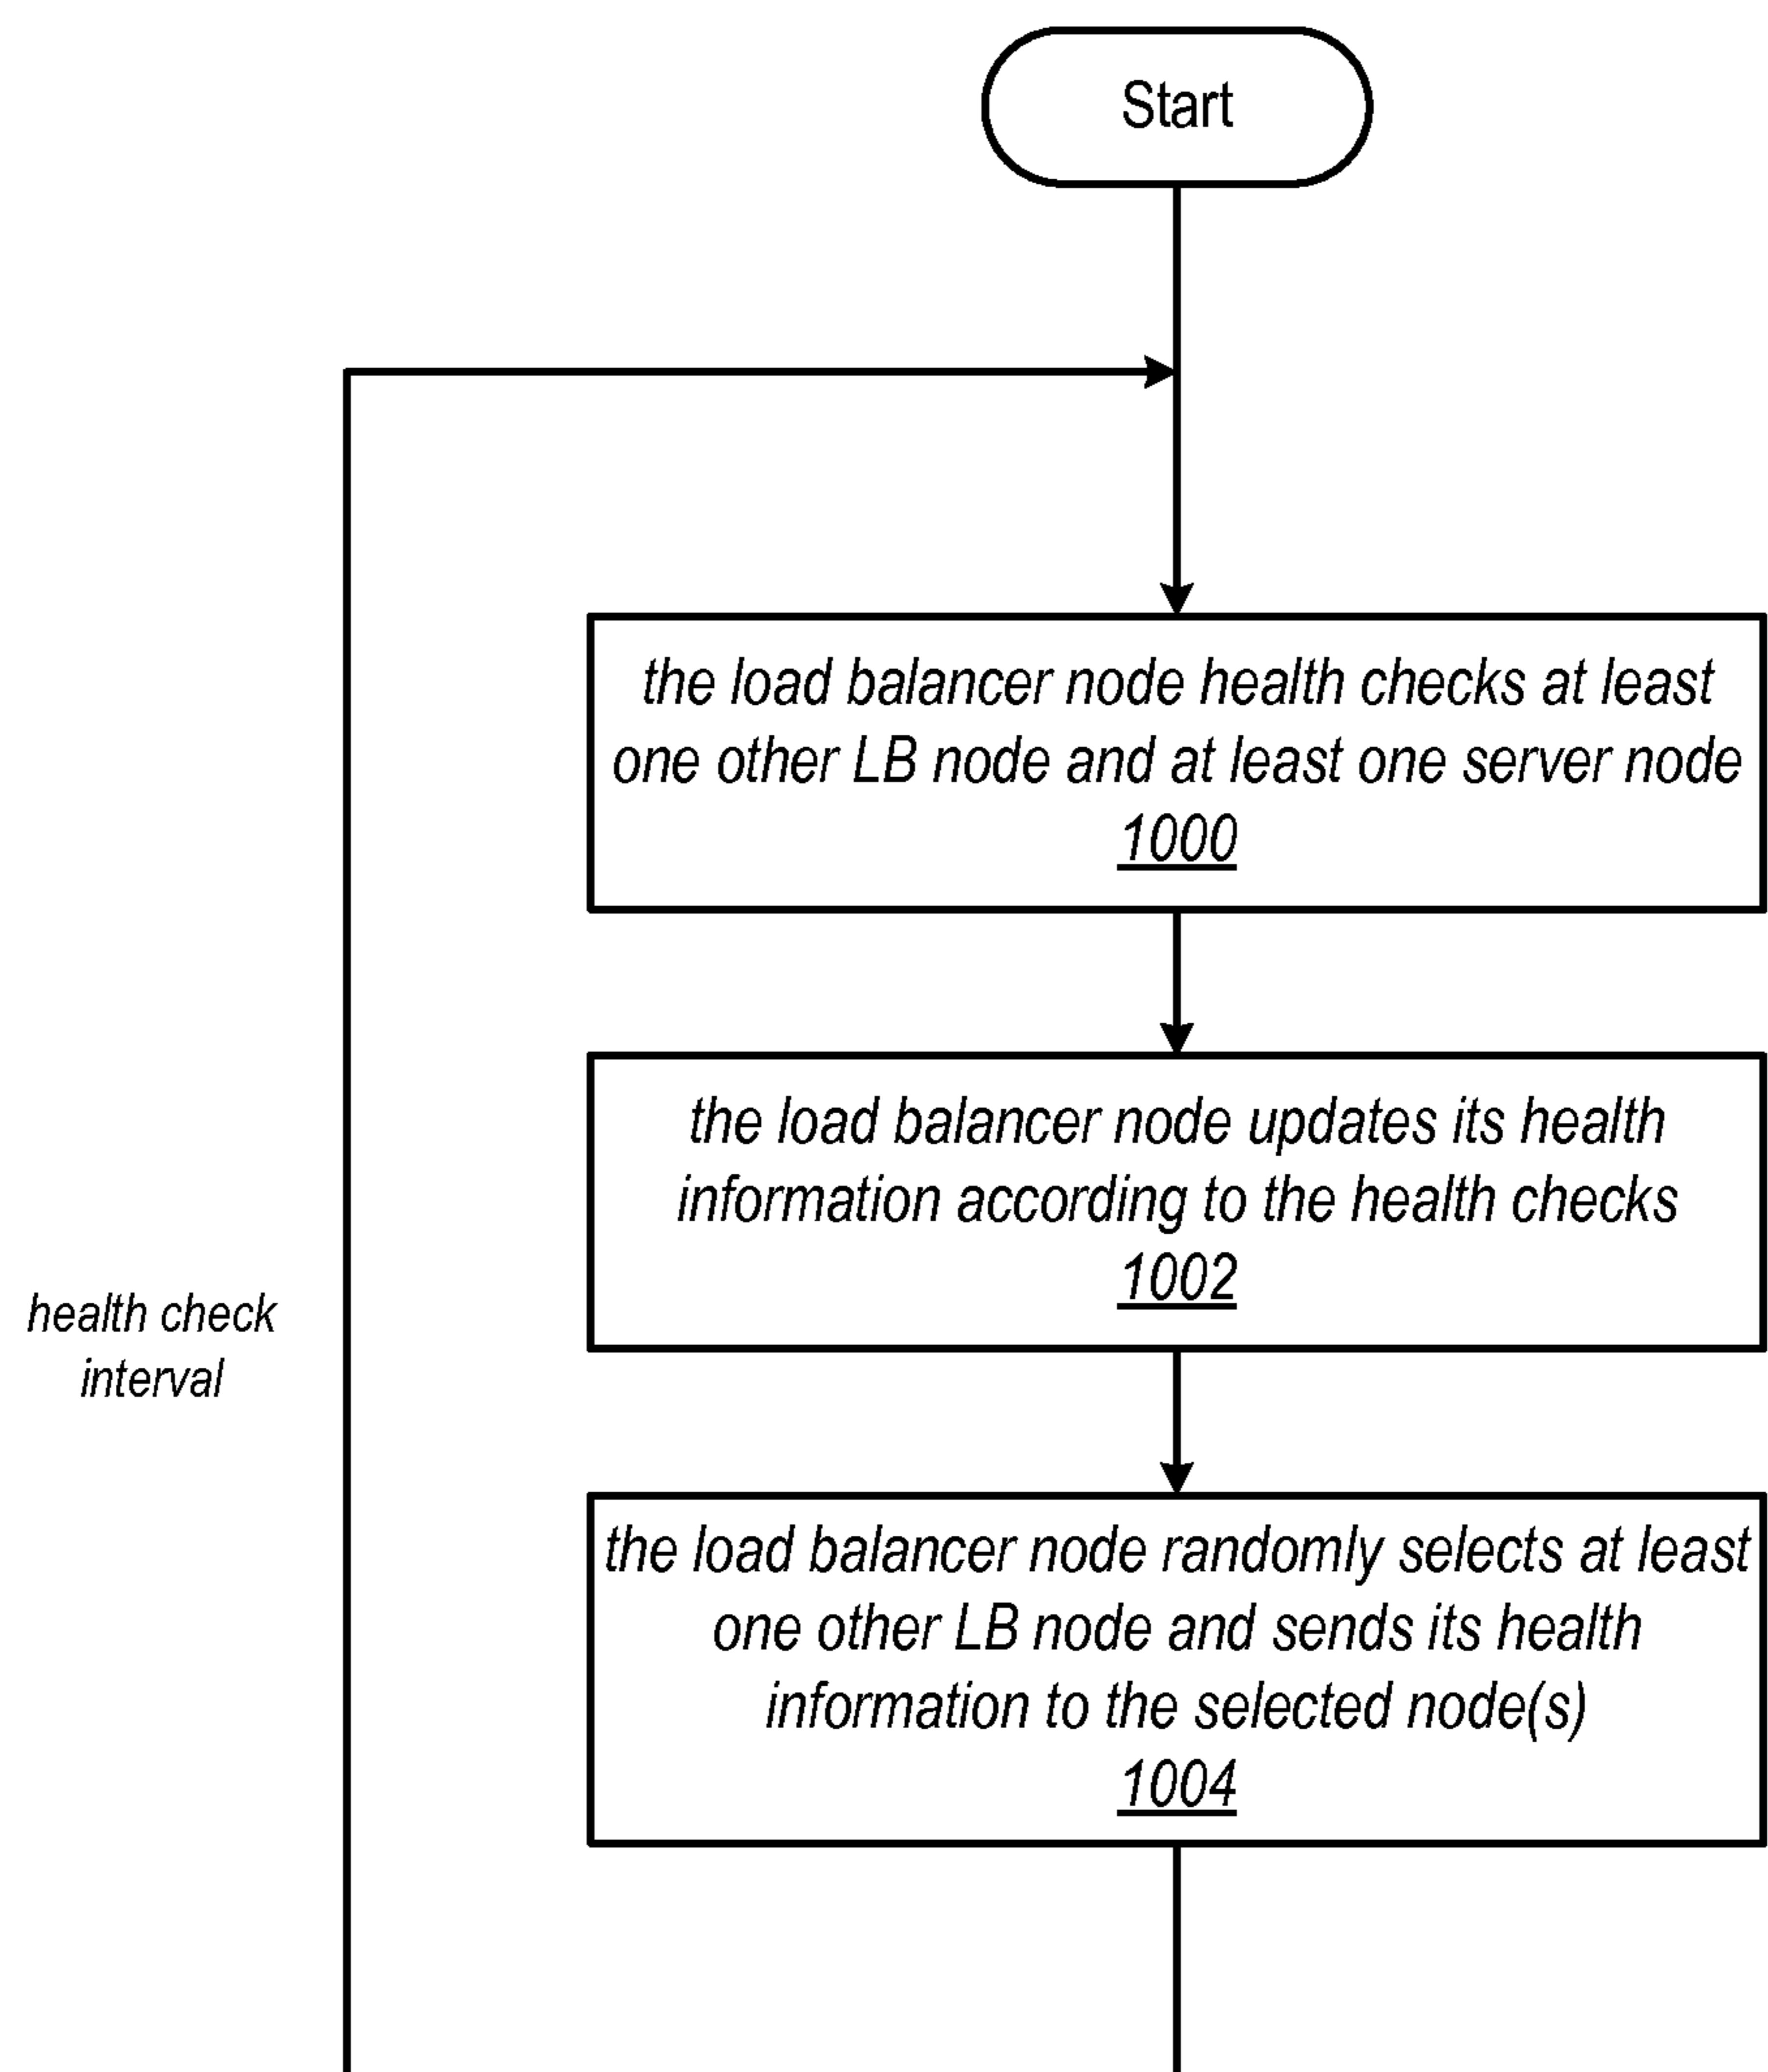 Start
the load balancer node health checks at least
one other LB node and at least one server node
1000
the load balancer node updates its health
information according to the health checks
1002
health check
interval
the load balancer node randomly selects at least
one other LB node and sends its health
information to the selected node(s)
1004